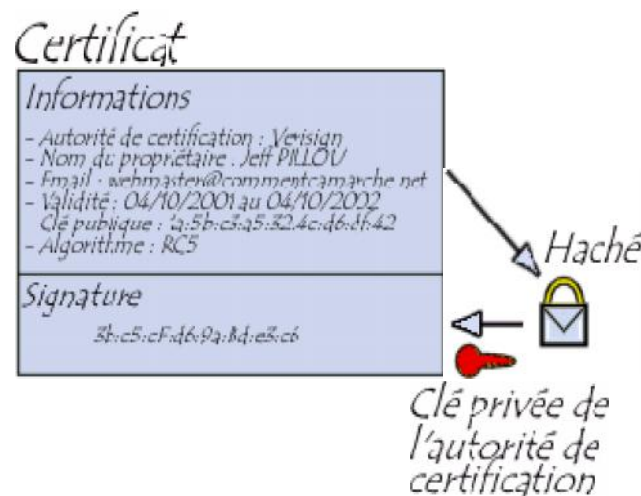 Certificat
Informations
- Autorité de certification : Verisign
- Nom du propriétaire : Jeff PILLOU
- Email : webmaster@commentcamarche.net
- Validité : 04/10/2001 au 04/10/2002
Clé publique : 1a:5b:c3:a5:32:4c:d6:df:42
- Algorithme : RC5
Signature
3b:c5:cF:d6:9a:Bd:e3:c6
Haché
Clé privée de
l'autorité de
certification